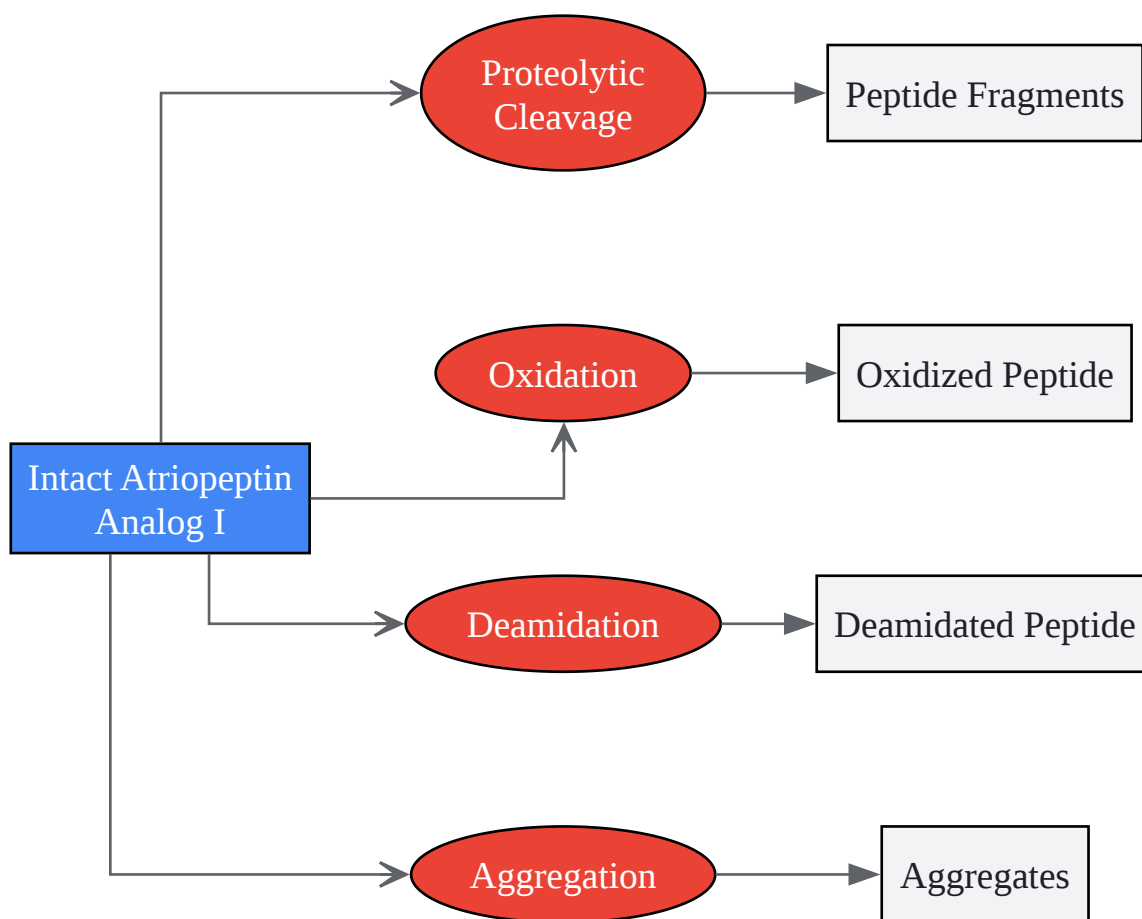 Proteolytic
Cleavage
Peptide Fragments
Oxidation
Oxidized Peptide
Intact Atriopeptin
Analog I
Deamidation
Deamidated Peptide
Aggregation
Aggregates